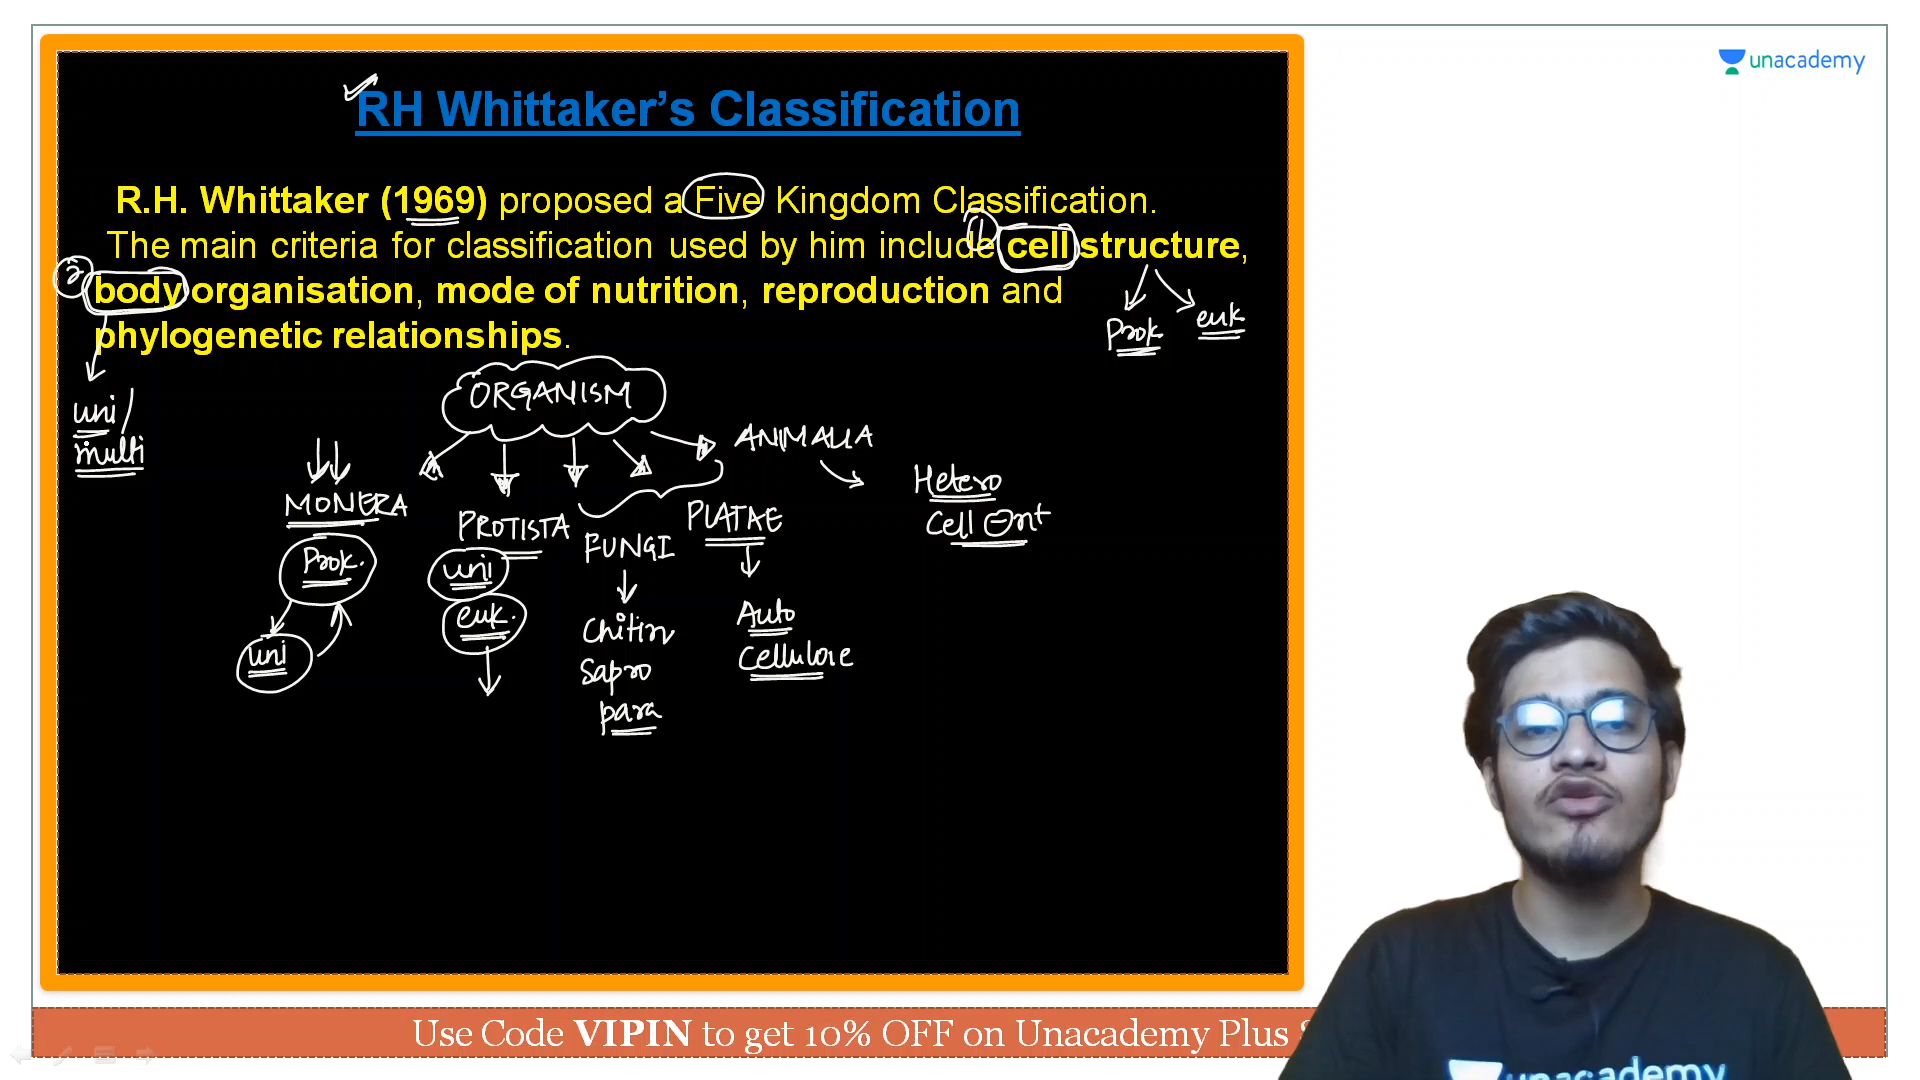 unacademy
RH Whittaker's Classification
R.H. Whittaker (1969) proposed a Five Kingdom Classification.
The main criteria for classification used by him include cell structure,
body organisation, mode of nutrition, reproduction and
phylogenetic relationships.
1
2
Prok
euk
uni/
multi
ORGANISM
ANIMALIA
Hetero
Cell
MONERA
Prok.
uni
PROTISTA
uni
euk.
FUNGI
Chitin
Sapro
para
PLATAE
Auto
Cellulose
Use Code VIPIN to get 10% OFF on Unacademy Plus
unacademy